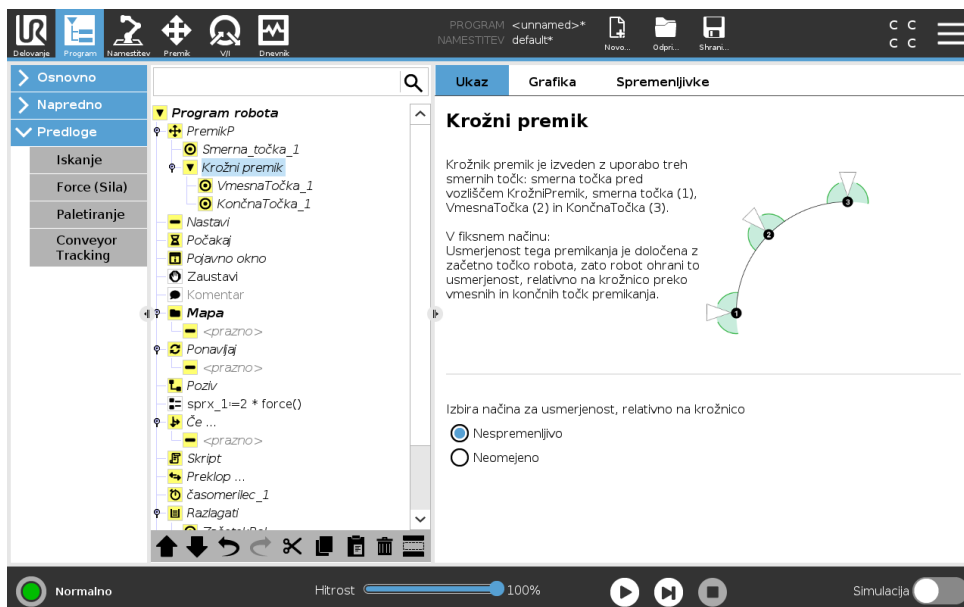 PROGRAM <unnamed>*
NAMESTITEV default*
Delovanje
Program
Namestitev
Premik
V/I
Dnevnik
Novo...
Odpri...
Shrani...
C C
C C
Osnovno
Napredno
Predloge
Iskanje
Force (Sila)
Paletiranje
Conveyor
Tracking
Program robota
PremikP
Smerna_točka_1
Krožni premik
VmesnaTočka_1
KončnaTočka_1
Nastavi
Počakaj
Pojavno okno
Zaustavi
Komentar
Mapa
<prazno>
Ponavljaj
<prazno>
Poziv
sprx_1≔2 * force()
Če ...
<prazno>
Skript
Preklop ...
časomerilec_1
Razlagati
Ukaz
Grafika
Spremenljivke
Krožni premik
Krožnik premik je izveden z uporabo treh
smernih točk: smerna točka pred
vozliščem KrožniPremik, smerna točka (1),
VmesnaTočka (2) in KončnaTočka (3).
V fiksnem načinu:
Usmerjenost tega premikanja je določena z
začetno točko robota, zato robot ohrani to
usmerjenost, relativno na krožnico preko
vmesnih in končnih točk premikanja.
1
2
3
Izbira načina za usmerjenost, relativno na krožnico
Nespremenljivo
Neomejeno
Normalno
Hitrost
100%
Simulacija